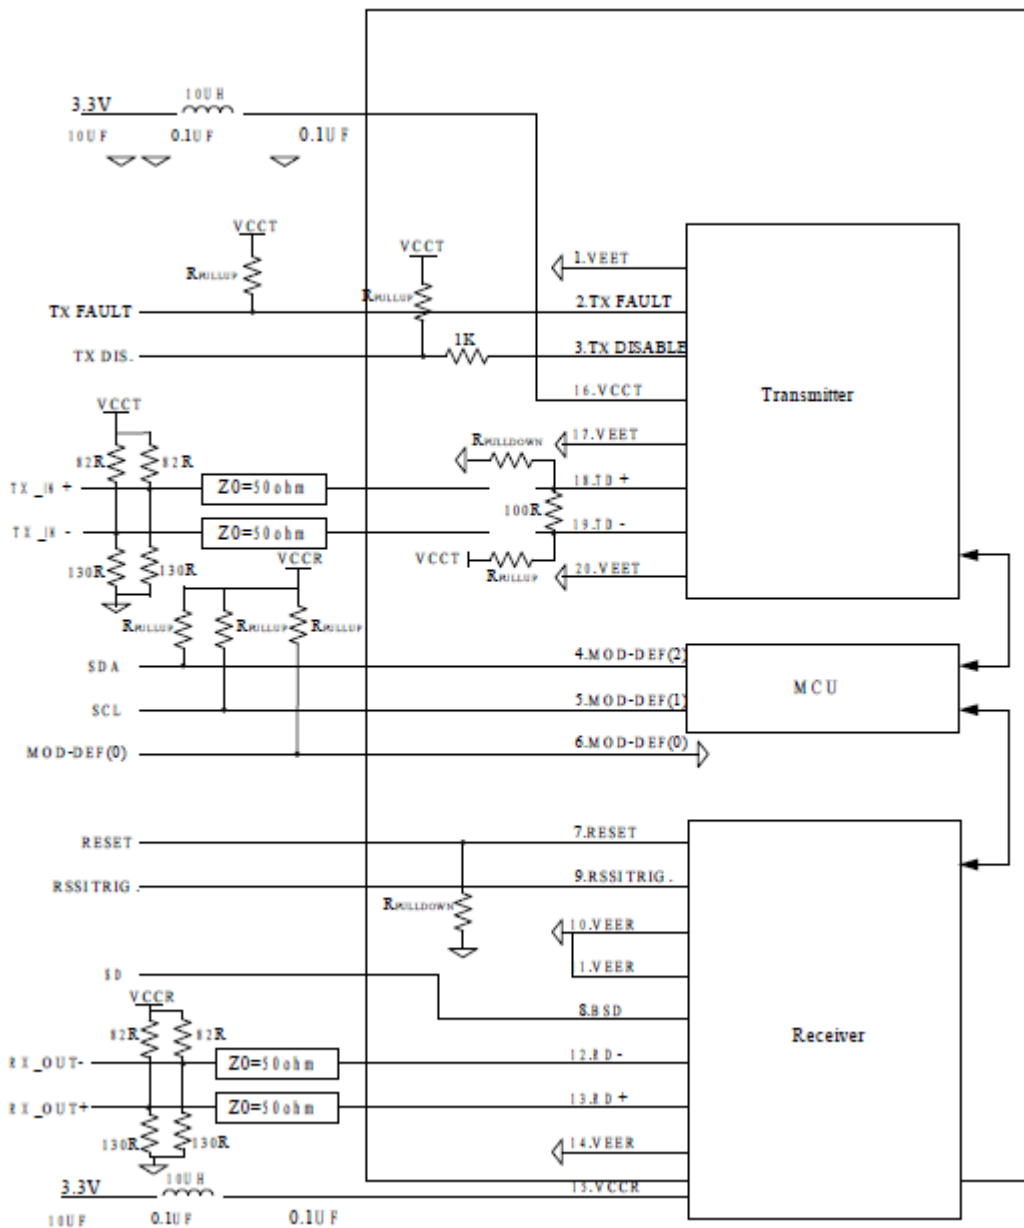 10UH
3.3V
10UF 0.1UF 0.1UF
VCCT
VCCT
RPULLUP
RPULLUP
1.VEET
TX FAULT
2.TX FAULT
TX DIS.
1K
3.TX DISABLE
16.VCCT
Transmitter
VCCT
RPULLDOWN
17.VEET
82R 82R
TX_IN +
Z0=50ohm
18.TD +
100R
TX_IN -
Z0=50ohm
19.TD -
130R 130R
VCCR
VCCT
RPULLUP
20.VEET
RPULLUP RPULLUP RPULLUP
SDA
4.MOD-DEF(2)
MCU
SCL
5.MOD-DEF(1)
MOD-DEF(0)
6.MOD-DEF(0)
RESET
7.RESET
RSSITRIG.
9.RSSITRIG.
RPULLDOWN
10.VEER
SD
11.VEER
VCCR
8.BSD
82R 82R
Receiver
RX_OUT-
Z0=50ohm
12.RD-
RX_OUT+
Z0=50ohm
13.RD+
130R 130R
14.VEER
10UH
3.3V
15.VCCR
10UF 0.1UF 0.1UF